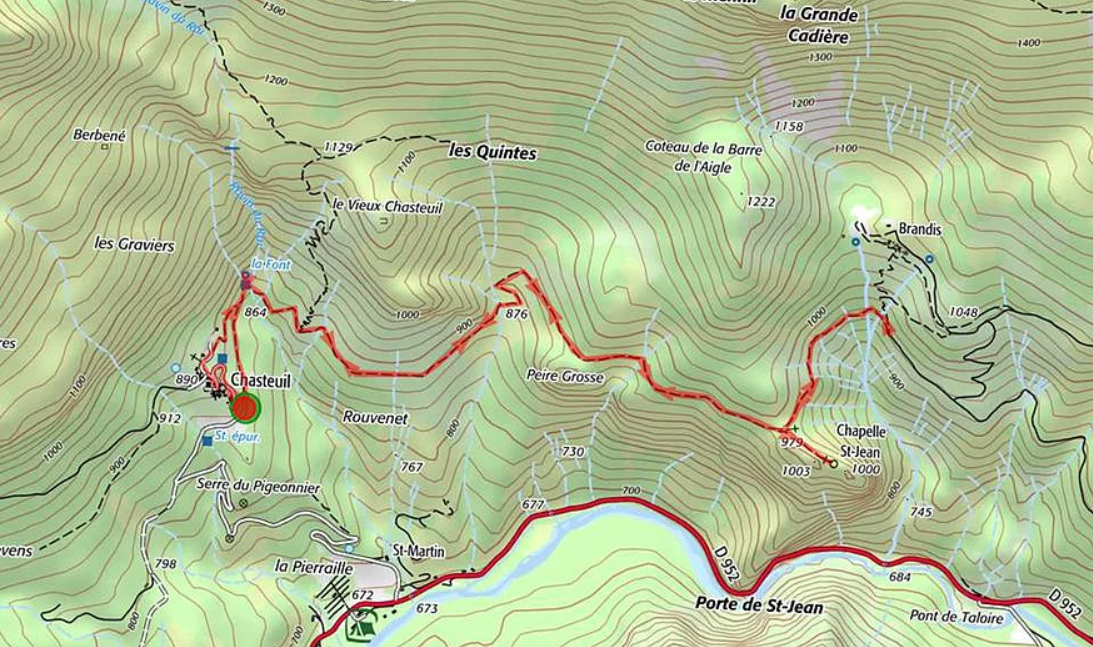 1300
la Grande
Cadière
1300
1400
1200
1200
1158
Berbené
1129
1100
les Quintes
Coteau de la Barre
de l'Aigle
1100
1222
le Vieux Chasteuil
Brandis
les Graviers
la Font
864
1000
900
876
1000
1048
890
Chasteuil
Peire Grosse
900
1100
912
Rouvenet
St. épur.
800
979
Chapelle
St-Jean
1003
1000
1000
900
767
730
Serre du Pigeonnier
800
677
700
745
St-Martin
D 952
798
la Pierraille
672
673
684
800
700
Porte de St-Jean
Pont de Taloire
D 952